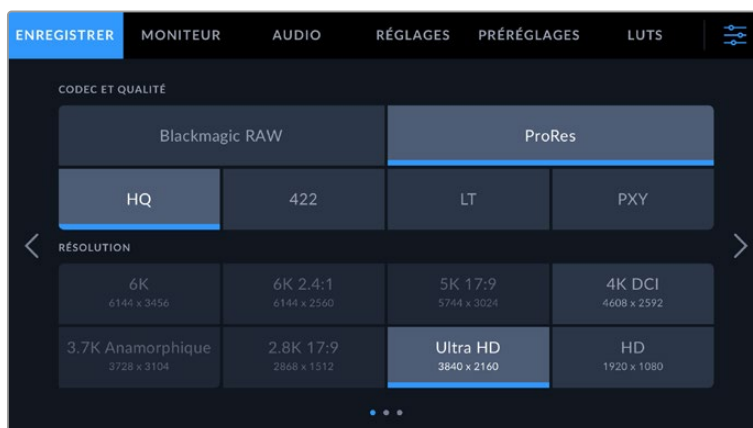 ENREGISTRER MONITEUR AUDIO RÉGLAGES PRÉRÉGLAGES LUTS
CODEC ET QUALITÉ
Blackmagic RAW ProRes
HQ 422 LT PXY
RÉSOLUTION
6K 6K 2.4:1 5K 17:9 4K DCI
6144 x 3456 6144 x 2560 5744 x 3024 4608 x 2592
3.7K Anamorphique 2.8K 17:9 Ultra HD HD
3728 x 3104 2868 x 1512 3840 x 2160 1920 x 1080